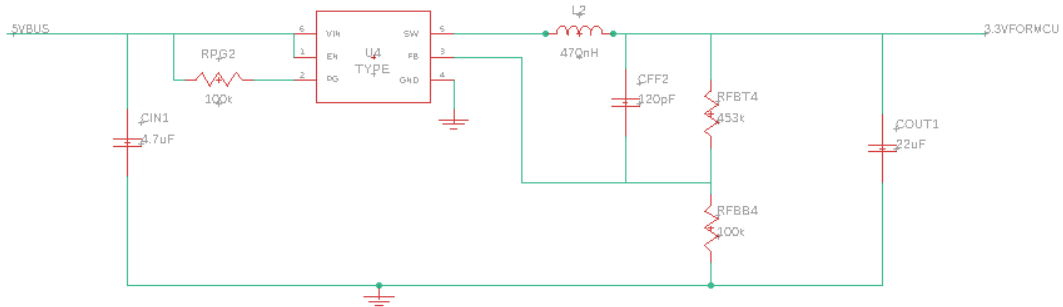 L2
5VBUS
3.3VFORMCU
6 VIN SW 5
RPG2
U4
470nH
1 EN FB 3
TYPE
CFF2
2 PG GND 4
100k
120pF
RFBT4
453k
CIN1
4.7uF
COUT1
22uF
RFBB4
100k